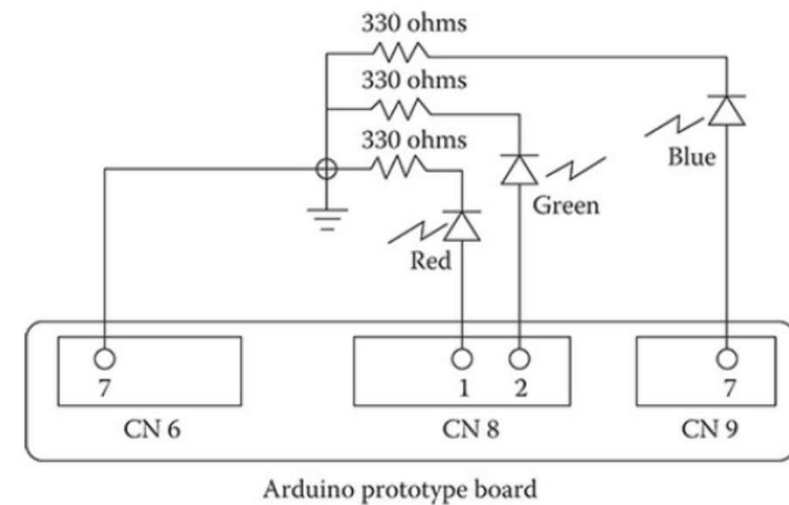 330 ohms
330 ohms
330 ohms
Blue
Green
Red
7 1 2 7
CN 6 CN 8 CN 9
Arduino prototype board